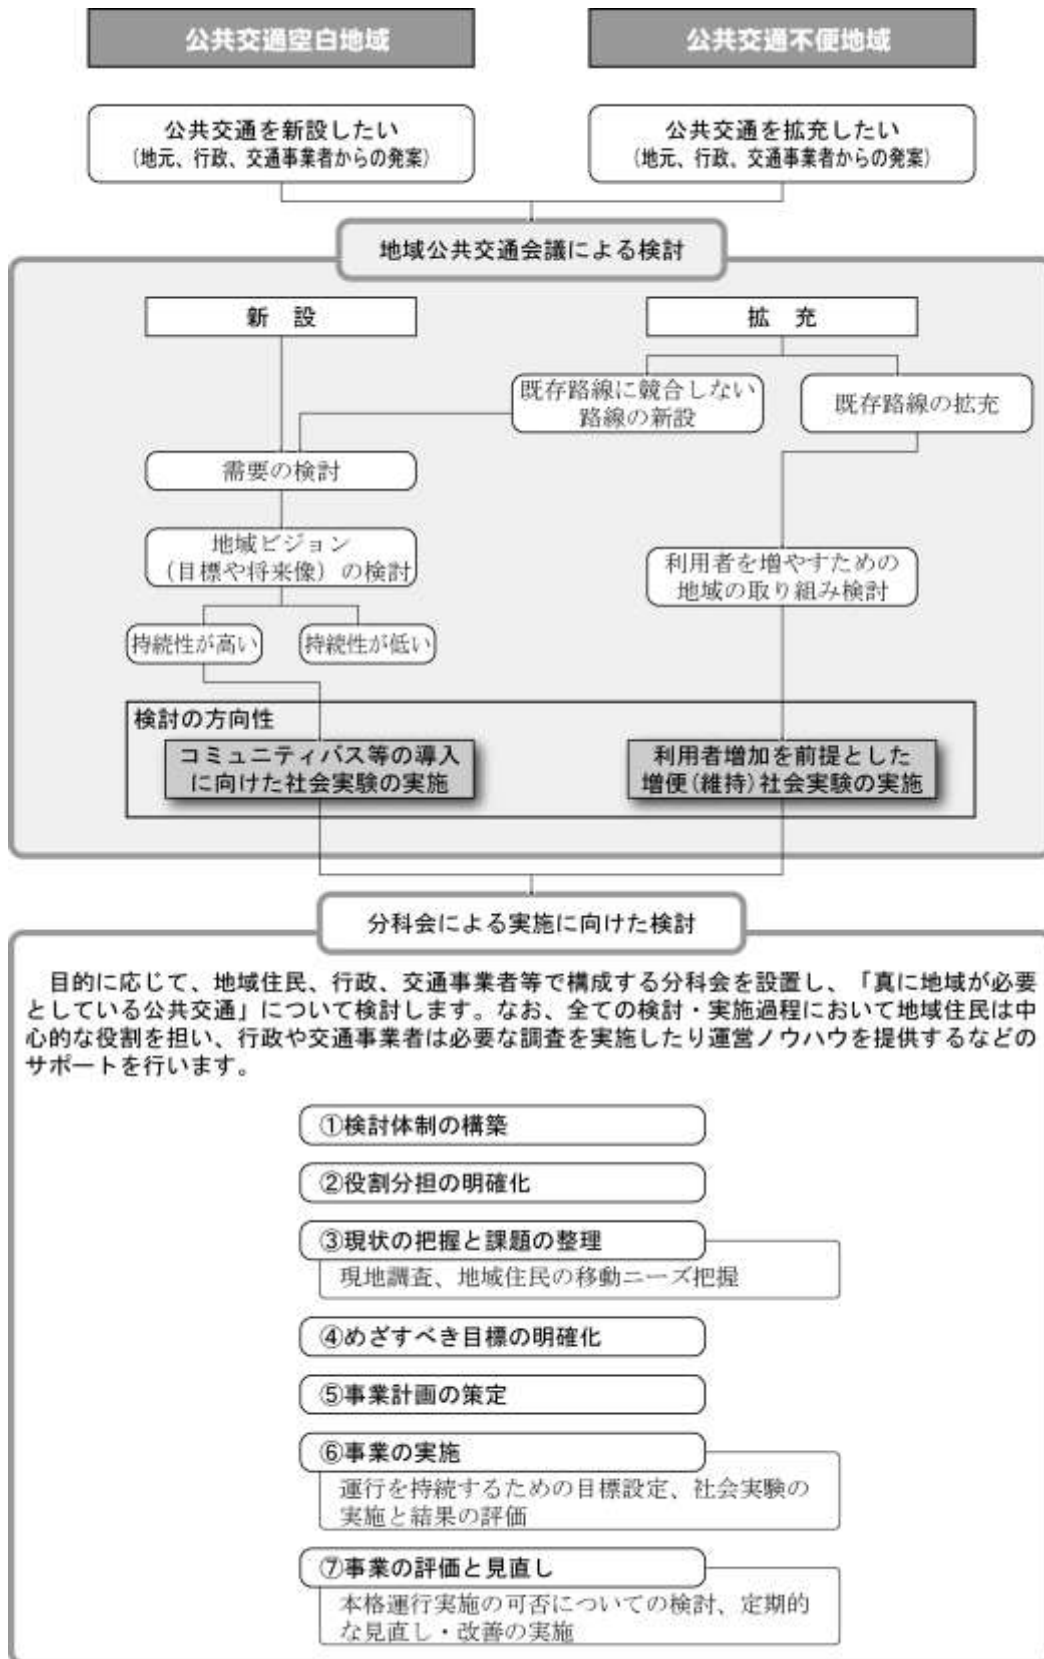 公共交通空白地域
公共交通不便地域
公共交通を新設したい
（地元、行政、交通事業者からの発案）
公共交通を拡充したい
（地元、行政、交通事業者からの発案）
地域公共交通会議による検討
新　設
拡　充
既存路線に競合しない
路線の新設
既存路線の拡充
需要の検討
地域ビジョン
（目標や将来像）の検討
利用者を増やすための
地域の取り組み検討
持続性が高い
持続性が低い
検討の方向性
コミュニティバス等の導入
に向けた社会実験の実施
利用者増加を前提とした
増便（維持）社会実験の実施
分科会による実施に向けた検討
　目的に応じて、地域住民、行政、交通事業者等で構成する分科会を設置し、「真に地域が必要
としている公共交通」について検討します。なお、全ての検討・実施過程において地域住民は中
心的な役割を担い、行政や交通事業者は必要な調査を実施したり運営ノウハウを提供するなどの
サポートを行います。
①検討体制の構築
②役割分担の明確化
③現状の把握と課題の整理
現地調査、地域住民の移動ニーズ把握
④めざすべき目標の明確化
⑤事業計画の策定
⑥事業の実施
運行を持続するための目標設定、社会実験の
実施と結果の評価
⑦事業の評価と見直し
本格運行実施の可否についての検討、定期的
な見直し・改善の実施